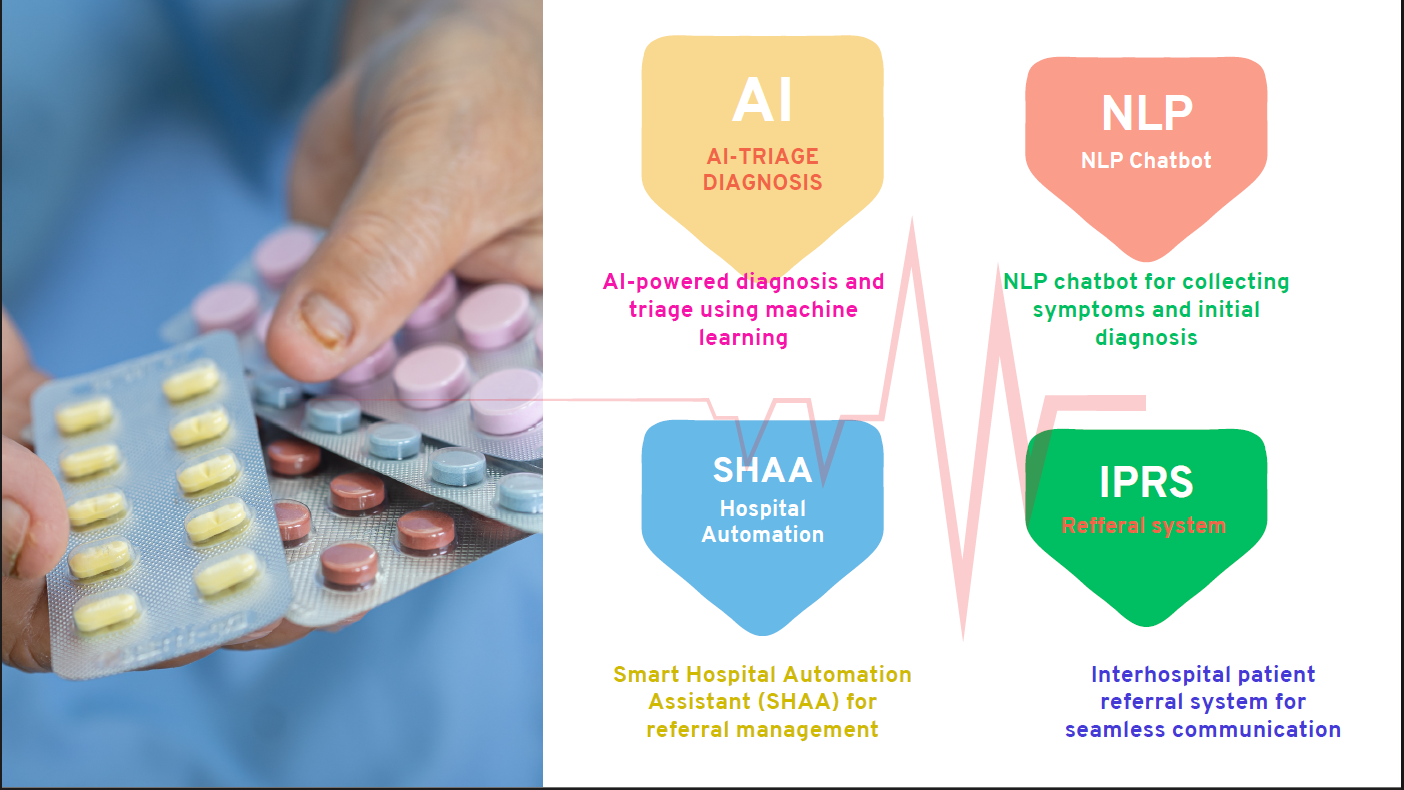 AI
AI-TRIAGE
DIAGNOSIS
AI-powered diagnosis and
triage using machine
learning
NLP
NLP Chatbot
NLP chatbot for collecting
symptoms and initial
diagnosis
SHAA
Hospital
Automation
Smart Hospital Automation
Assistant (SHAA) for
referral management
IPRS
Refferal system
Interhospital patient
referral system for
seamless communication